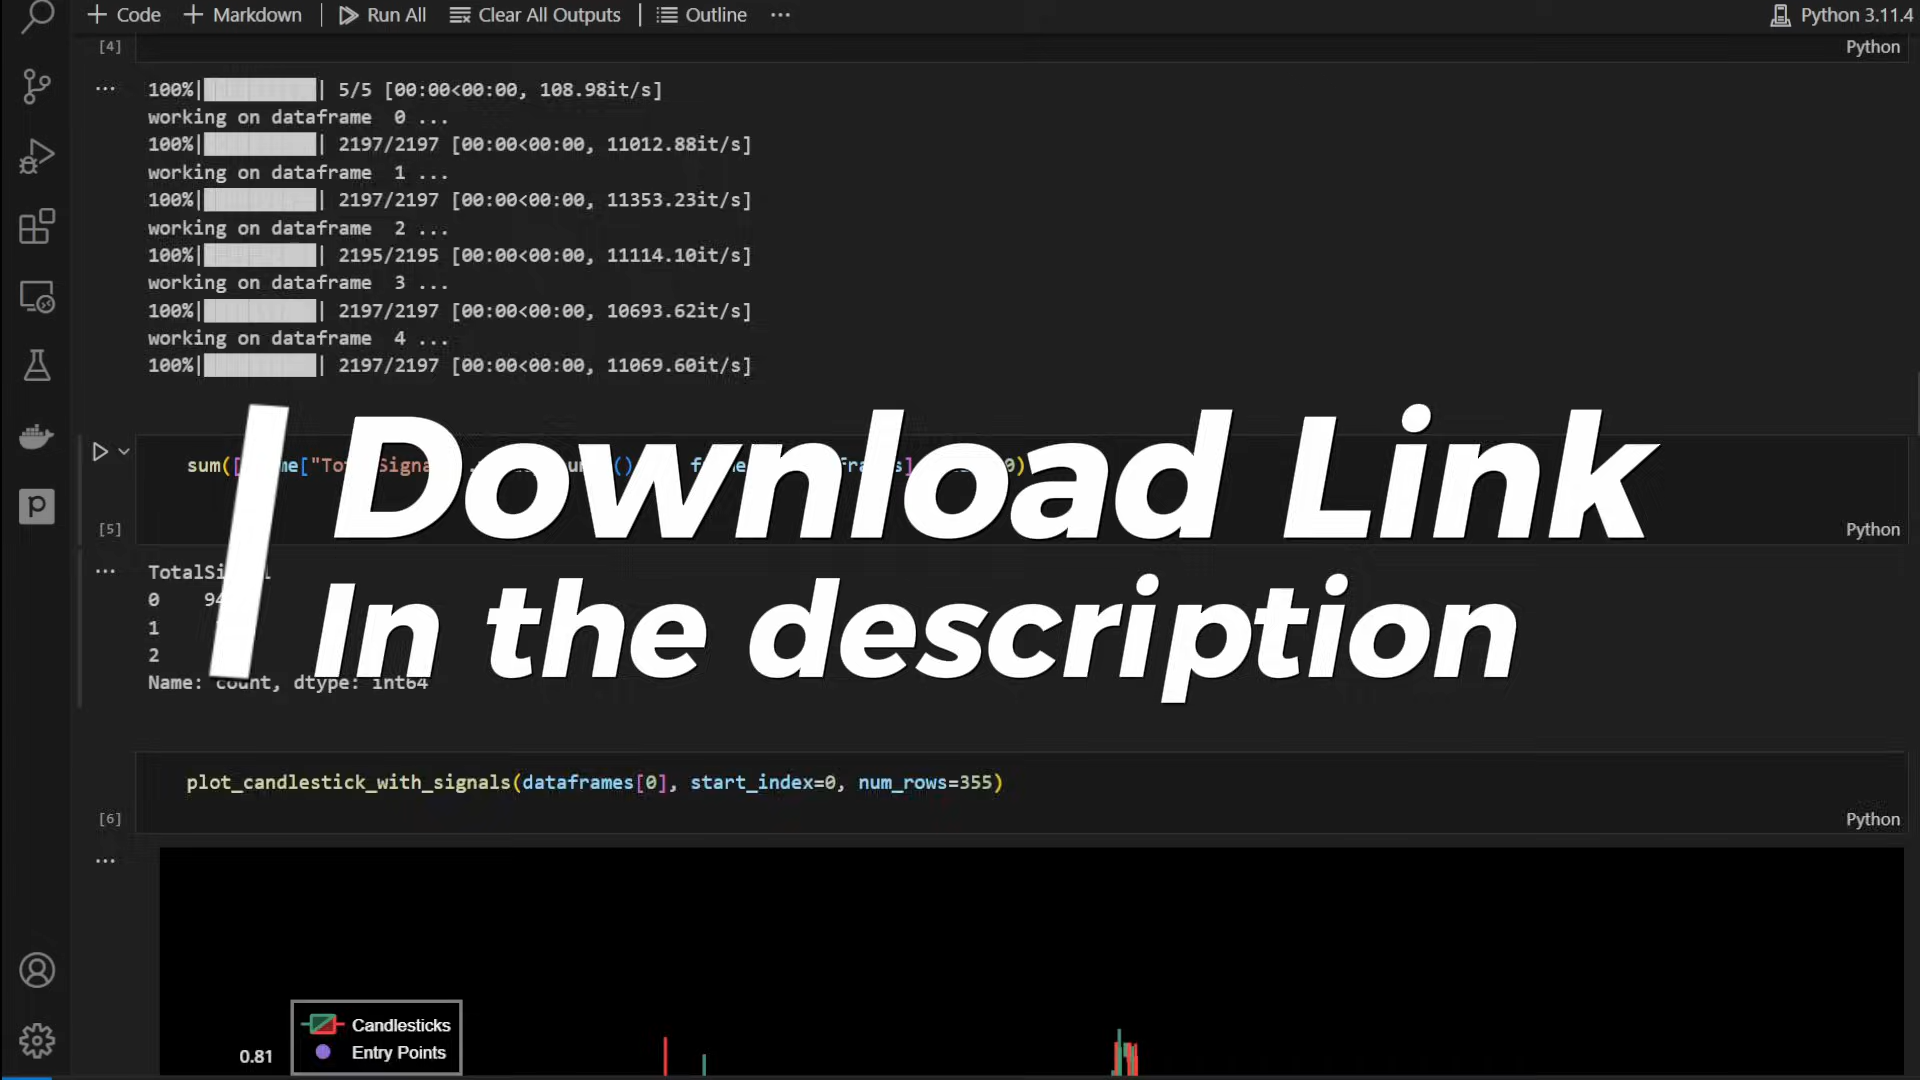 Code Markdown Run All Clear All Outputs Outline ... Python 3.11.4
[4] Python
... 100%| | 5/5 [00:00<00:00, 108.98it/s]
working on dataframe 0 ...
100%| | 2197/2197 [00:00<00:00, 11012.88it/s]
working on dataframe 1 ...
100%| | 2197/2197 [00:00<00:00, 11353.23it/s]
working on dataframe 2 ...
100%| | 2195/2195 [00:00<00:00, 11114.10it/s]
working on dataframe 3 ...
100%| | 2197/2197 [00:00<00:00, 10693.62it/s]
working on dataframe 4 ...
100%| | 2197/2197 [00:00<00:00, 11069.60it/s]
Download Link
In the description
sum([
[5] Python
...
0
1
2
Name: count, dtype: int64
plot_candlestick_with_signals(dataframes[0], start_index=0, num_rows=355)
[6] Python
...
Candlesticks
Entry Points
0.81